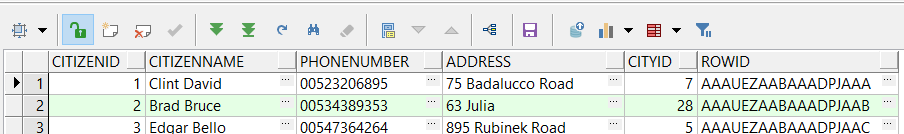 CITIZENID CITIZENNAME PHONENUMBER ADDRESS CITYID ROWID
1 1 Clint David ... 00523206895 ... 75 Badalucco Road ... 7 AAAUEZAABAAADPJAAA ...
2 2 Brad Bruce ... 00534389353 ... 63 Julia ... 28 AAAUEZAABAAADPJAAB ...
3 3 Edgar Bello ... 00547364264 ... 895 Rubinek Road ... 5 AAAUEZAABAAADPJAAC ...